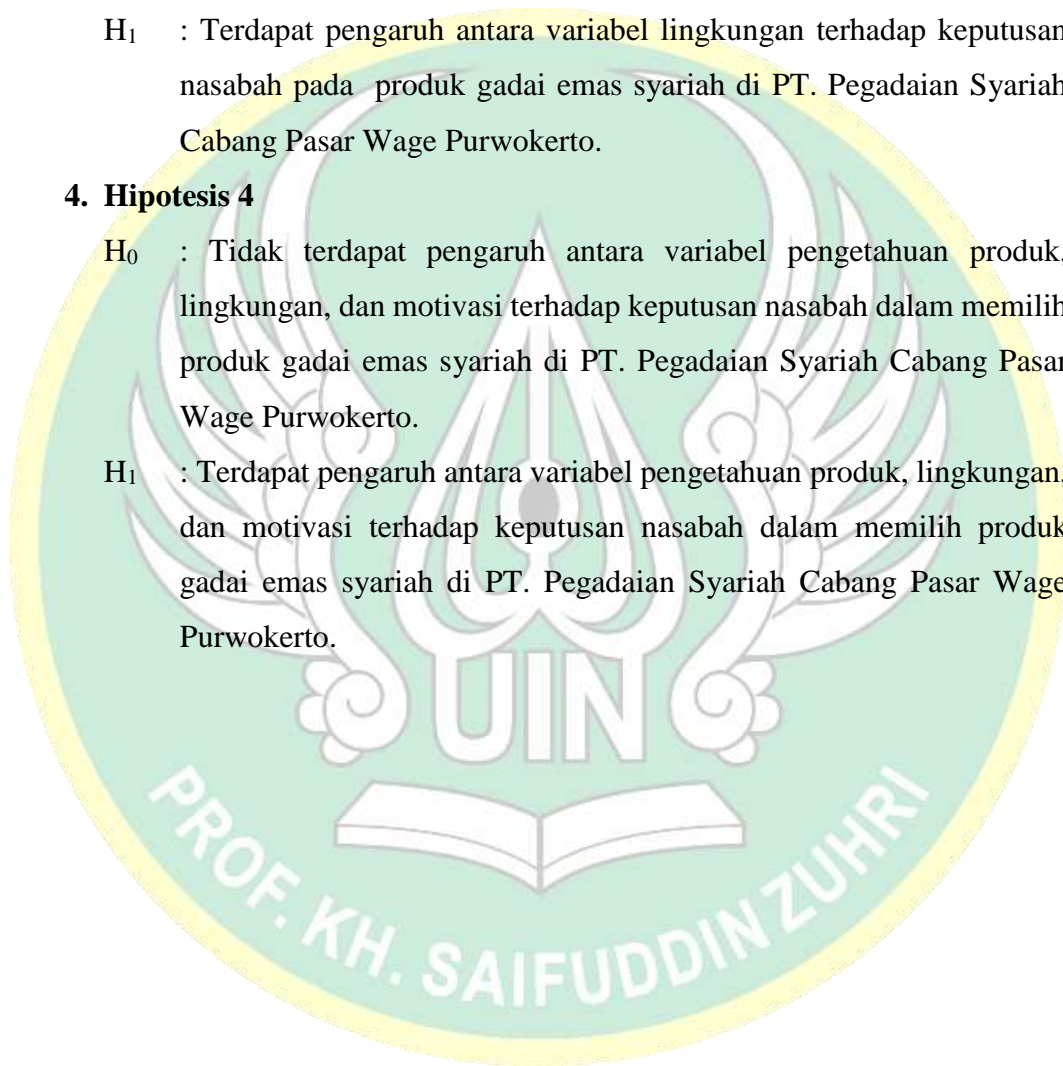 H₁ : Terdapat pengaruh antara variabel lingkungan terhadap keputusan
nasabah pada produk gadai emas syariah di PT. Pegadaian Syariah
Cabang Pasar Wage Purwokerto.
4. Hipotesis 4
H₀ : Tidak terdapat pengaruh antara variabel pengetahuan produk,
lingkungan, dan motivasi terhadap keputusan nasabah dalam memilih
produk gadai emas syariah di PT. Pegadaian Syariah Cabang Pasar
Wage Purwokerto.
H₁ : Terdapat pengaruh antara variabel pengetahuan produk, lingkungan,
dan motivasi terhadap keputusan nasabah dalam memilih produk
gadai emas syariah di PT. Pegadaian Syariah Cabang Pasar Wage
Purwokerto.
UIN
PROF. KH. SAIFUDDIN ZUHRI